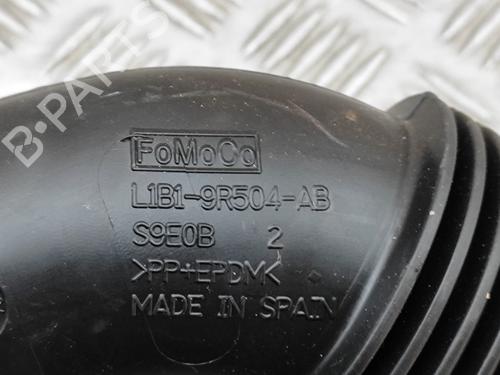 B-PARTS
FoMoCo
L1B1-9R504-AB
S9E0B 2
>PP+EPDM<
MADE IN SPAIN